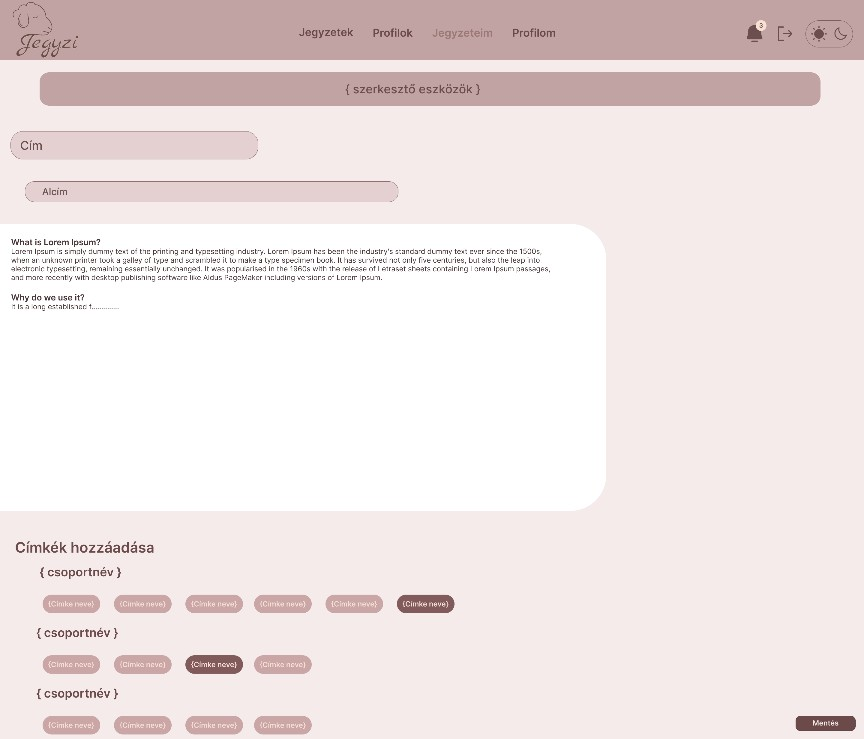 Jegyzi
Jegyzetek Profilok Jegyzeteim Profilom
3
{ szerkesztő eszközök }
Cím
Alcím
What is Lorem Ipsum?
Lorem Ipsum is simply dummy text of the printing and typesetting industry. Lorem Ipsum has been the industry's standard dummy text ever since the 1500s,
when an unknown printer took a galley of type and scrambled it to make a type specimen book. It has survived not only five centuries, but also the leap into
electronic typesetting, remaining essentially unchanged. It was popularised in the 1960s with the release of Letraset sheets containing Lorem Ipsum passages,
and more recently with desktop publishing software like Aldus PageMaker including versions of Lorem Ipsum.
Why do we use it?
It is a long established f.............
Címkék hozzáadása
{ csoportnév }
{Címke neve} {Címke neve} {Címke neve} {Címke neve} {Címke neve} {Címke neve}
{ csoportnév }
{Címke neve} {Címke neve} {Címke neve} {Címke neve}
{ csoportnév }
{Címke neve} {Címke neve} {Címke neve} {Címke neve}
Mentés